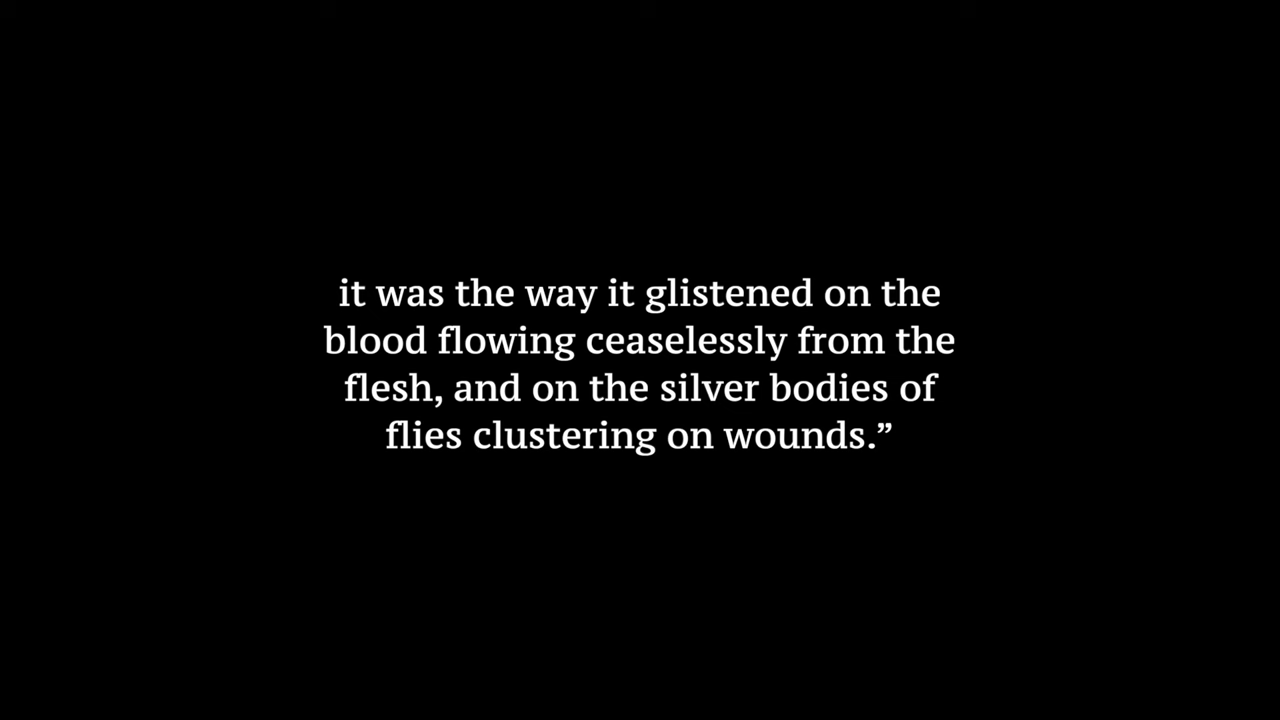 it was the way it glistened on the
blood flowing ceaselessly from the
flesh, and on the silver bodies of
flies clustering on wounds.”